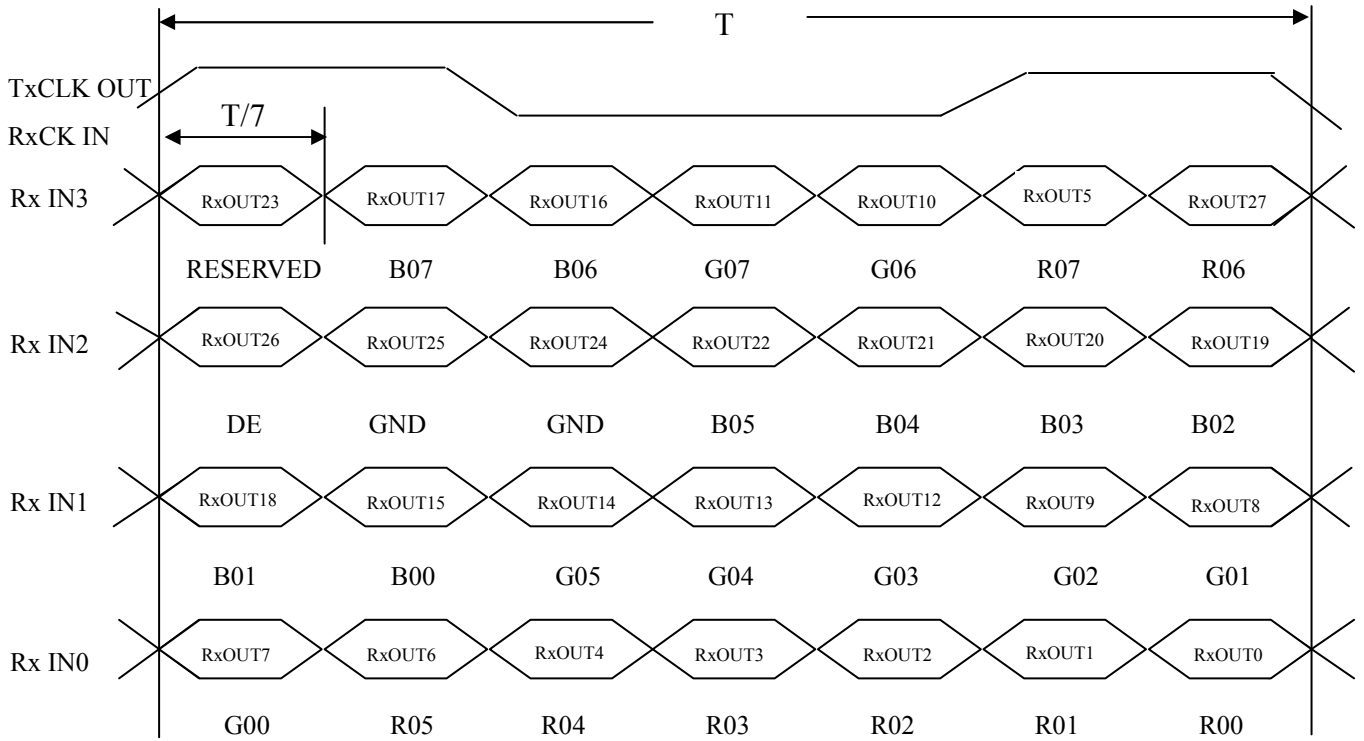 T
TxCLK OUT
T/7
RxCK IN
Rx IN3 RxOUT23 RxOUT17 RxOUT16 RxOUT11 RxOUT10 RxOUT5 RxOUT27
RESERVED B07 B06 G07 G06 R07 R06
Rx IN2 RxOUT26 RxOUT25 RxOUT24 RxOUT22 RxOUT21 RxOUT20 RxOUT19
DE GND GND B05 B04 B03 B02
Rx IN1 RxOUT18 RxOUT15 RxOUT14 RxOUT13 RxOUT12 RxOUT9 RxOUT8
B01 B00 G05 G04 G03 G02 G01
Rx IN0 RxOUT7 RxOUT6 RxOUT4 RxOUT3 RxOUT2 RxOUT1 RxOUT0
G00 R05 R04 R03 R02 R01 R00